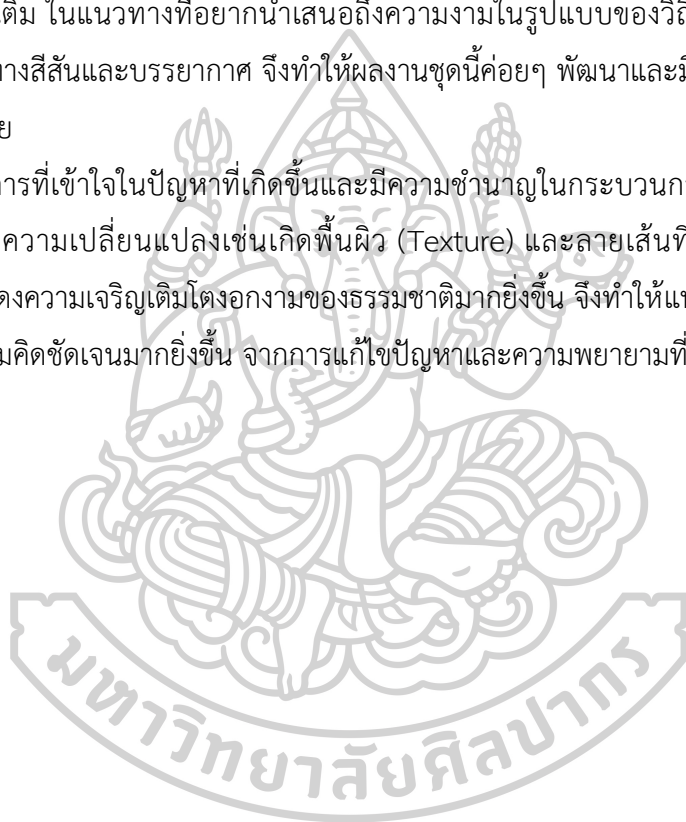 เติม ในแนวทางที่อยากนำเสนอถึงความงามในรูปแบบของวิถี
ทางสีสันและบรรยากาศ จึงทำให้ผลงานชุดนี้ค่อยๆ พัฒนาและมี
ย
การที่เข้าใจในปัญหาที่เกิดขึ้นและมีความชำนาญในกระบวนก
ความเปลี่ยนแปลงเช่นเกิดพื้นผิว (Texture) และลายเส้นที่
ดงความเจริญเติมโตงอกงามของธรรมชาติมากยิ่งขึ้น จึงทำให้แ
มคิดชัดเจนมากยิ่งขึ้น จากการแก้ไขปัญหาและความพยายามที่
มหาวิทยาลัยศิลปากร